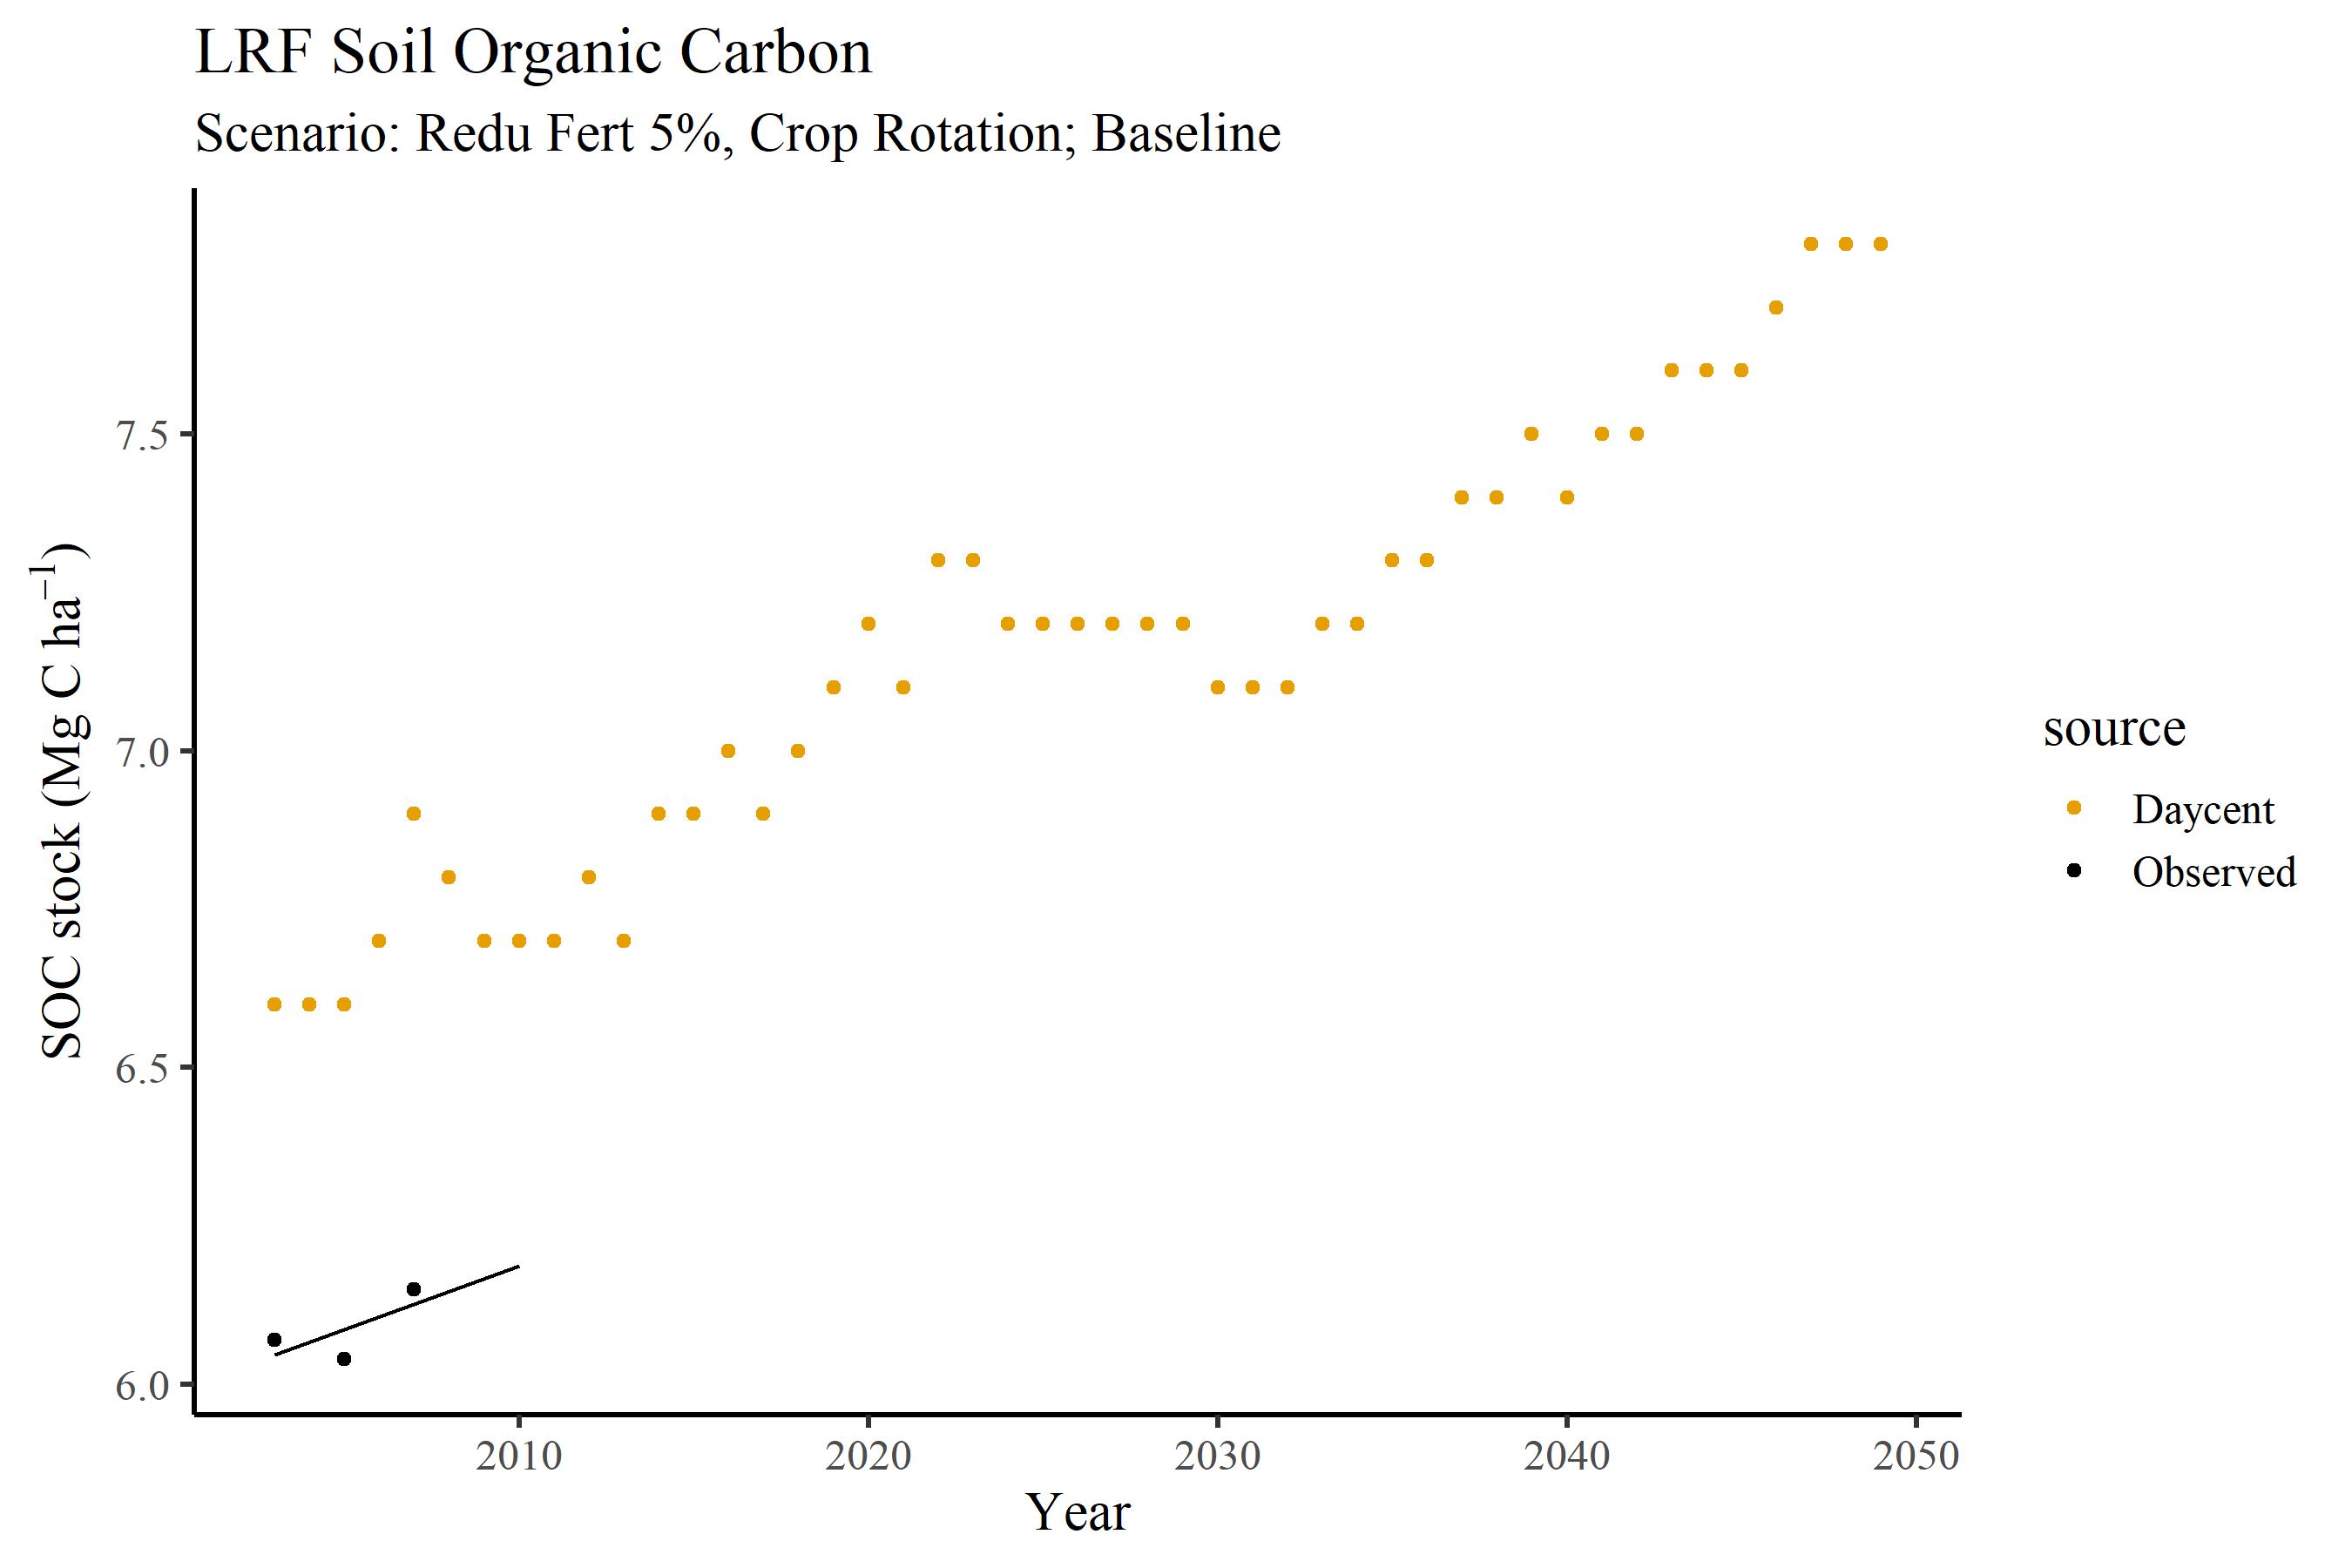 LRF Soil Organic Carbon
Scenario: Redu Fert 5%, Crop Rotation; Baseline
SOC stock (Mg C ha⁻¹)
7.5
7.0
6.5
6.0
2010 2020 2030 2040 2050
Year
source
Daycent
Observed